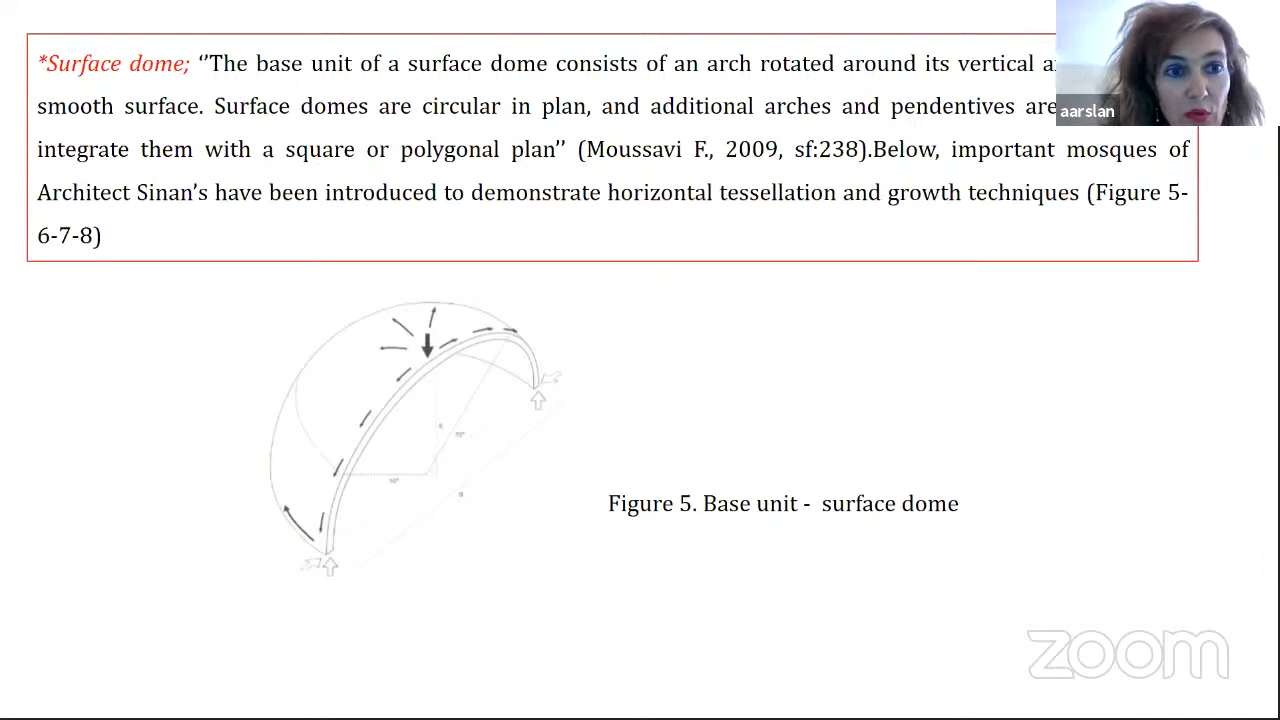 *Surface dome; ‘’The base unit of a surface dome consists of an arch rotated around its vertical
smooth surface. Surface domes are circular in plan, and additional arches and pendentives are
integrate them with a square or polygonal plan’’ (Moussavi F., 2009, sf:238).Below, important mosques of
Architect Sinan’s have been introduced to demonstrate horizontal tessellation and growth techniques (Figure 5-
6-7-8)
aarslan
Figure 5. Base unit - surface dome
zoom